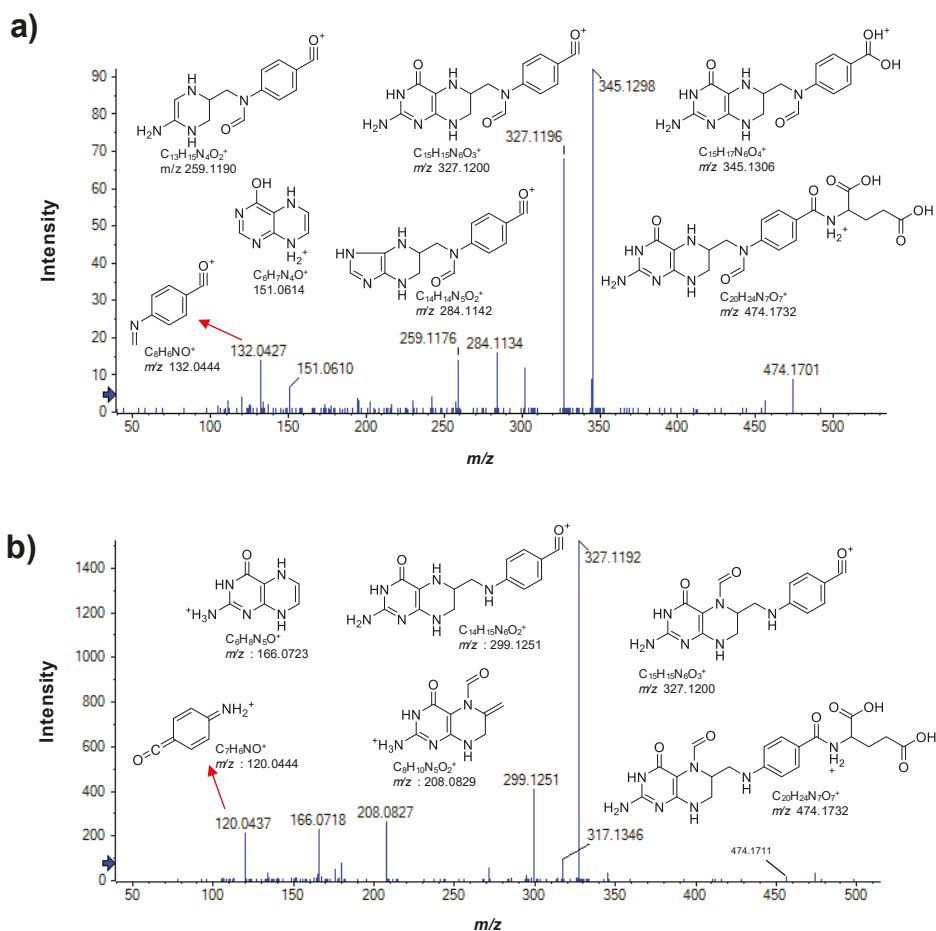 a)
Intensity
90
80
70
60
50
40
30
20
10
0
50 100 150 200 250 300 350 400 450 500
m/z
H
N
N
H
H2N
N
O
O+
C13H15N4O2+
m/z 259.1190
O
HN
H2N
N
N
H
H
N
N
O
O+
C15H15N6O3+
m/z 327.1200
O
HN
H2N
N
N
H
H
N
N
O
OH+
OH
C15H17N6O4+
m/z 345.1306
OH
N
N
H
N
N
H2
+
C6H7N4O+
151.0614
H
N
N
N
H
H
N
N
O
O+
C14H14N5O2+
m/z 284.1142
O
HN
H2N
N
N
H
H
N
N
O
O
N
H2
+
O
OH
OH
O
C20H24N7O7+
m/z 474.1732
O+
N
C8H6NO+
m/z 132.0444
345.1298
327.1196
259.1176
284.1134
132.0427
151.0610
474.1701
b)
Intensity
1400
1200
1000
800
600
400
200
0
50 100 150 200 250 300 350 400 450 500
m/z
O
HN
+H3N
N
N
H
H
N
C6H8N5O+
m/z : 166.0723
O
HN
H2N
N
N
H
H
N
NH
O+
C14H15N6O2+
m/z : 299.1251
O
O
HN
H2N
N
N
H
N
N
H
O+
C15H15N6O3+
m/z 327.1200
NH2+
O
C
C7H6NO+
m/z : 120.0444
O
O
HN
+H3N
N
N
H
N
C8H10N5O2+
m/z : 208.0829
O
O
HN
H2N
N
N
H
N
NH
O
N
H2
+
O
OH
OH
O
C20H24N7O7+
m/z 474.1732
327.1192
299.1251
317.1346
208.0827
166.0718
120.0437
474.1711